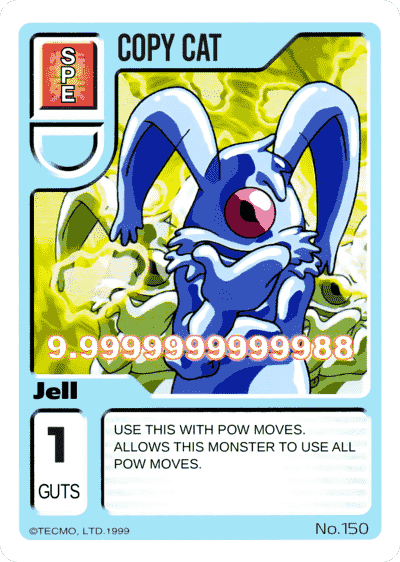 SPE
COPY CAT
9.9999999999988
Jell
1
GUTS
USE THIS WITH POW MOVES.
ALLOWS THIS MONSTER TO USE ALL
POW MOVES.
©TECMO, LTD.1999
No.150